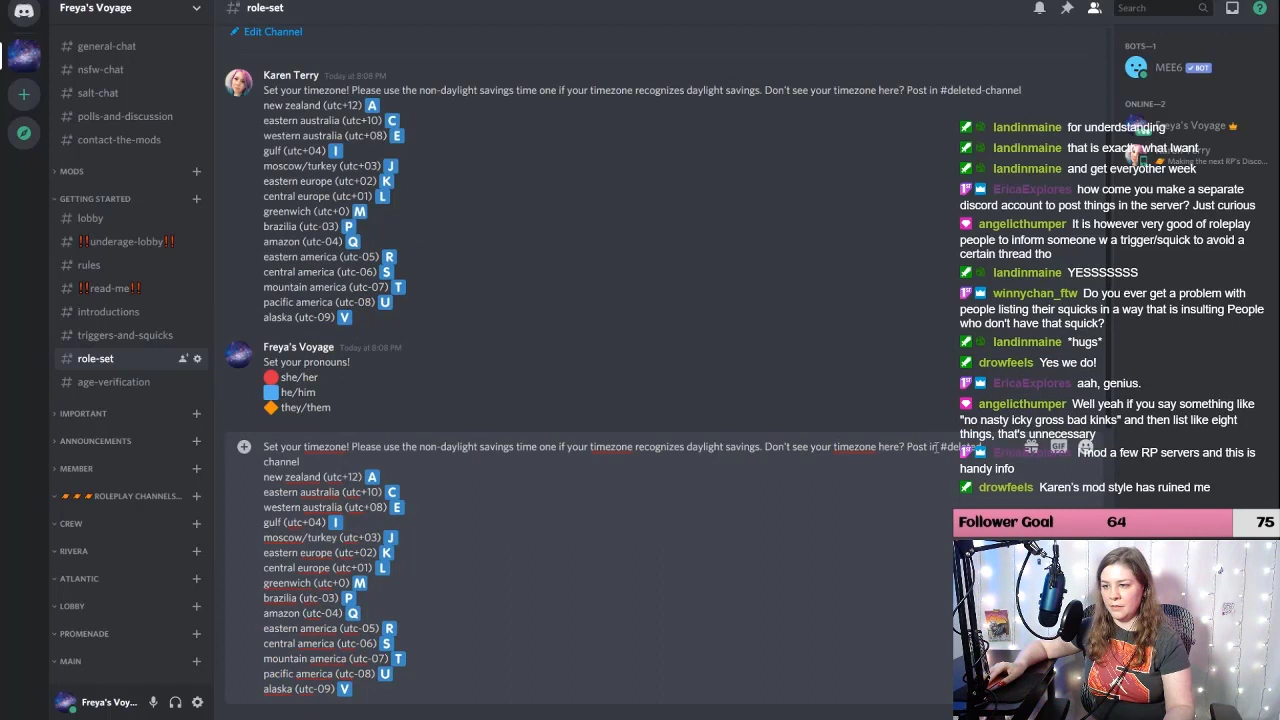 Freya's Voyage
general-chat
nsfw-chat
salt-chat
polls-and-discussion
contact-the-mods
MODS
GETTING STARTED
lobby
!!underage-lobby!!
rules
!!read-me!!
introductions
triggers-and-squicks
role-set
age-verification
IMPORTANT
ANNOUNCEMENTS
MEMBER
ROLEPLAY CHANNELS...
CREW
RIVERA
ATLANTIC
LOBBY
PROMENADE
MAIN
Freya's Voy...
role-set
Search
Edit Channel
Karen Terry Today at 8:08 PM
Set your timezone! Please use the non-daylight savings time one if your timezone recognizes daylight savings. Don't see your timezone here? Post in #deleted-channel
new zealand (utc+12) A
eastern australia (utc+10) C
western australia (utc+08) E
gulf (utc+04) I
moscow/turkey (utc+03) J
eastern europe (utc+02) K
central europe (utc+01) L
greenwich (utc+0) M
brazilia (utc-03) P
amazon (utc-04) Q
eastern america (utc-05) R
central america (utc-06) S
mountain america (utc-07) T
pacific america (utc-08) U
alaska (utc-09) V
Freya's Voyage Today at 8:08 PM
Set your pronouns!
she/her
he/him
they/them
Set your timezone! Please use the non-daylight savings time one if your timezone recognizes daylight savings. Don't see your timezone here? Post in #deleted-
channel
new zealand (utc+12) A
eastern australia (utc+10) C
western australia (utc+08) E
gulf (utc+04) I
moscow/turkey (utc+03) J
eastern europe (utc+02) K
central europe (utc+01) L
greenwich (utc+0) M
brazilia (utc-03) P
amazon (utc-04) Q
eastern america (utc-05) R
central america (utc-06) S
mountain america (utc-07) T
pacific america (utc-08) U
alaska (utc-09) V
GIF
BOTS—1
MEE6 BOT
ONLINE—2
Freya's Voyage
Making the next RP's Disco...
landinmaine for underdstanding
landinmaine that is exactly what Iwant
landinmaine and get everyother week
EricaExplores how come you make a separate
discord account to post things in the server? Just curious
angelicthumper It is however very good of roleplay
people to inform someone w a trigger/squick to avoid a
certain thread tho
landinmaine YESSSSSSS
winnychan_ftw Do you ever get a problem with
people listing their squicks in a way that is insulting People
who don't have that squick?
landinmaine *hugs*
drowfeels Yes we do!
EricaExplores aah, genius.
angelicthumper Well yeah if you say something like
"no nasty icky gross bad kinks" and then list like eight
things, that's unnecessary
EricaExplores I mod a few RP servers and this is
handy info
drowfeels Karen's mod style has ruined me
Follower Goal 64 75